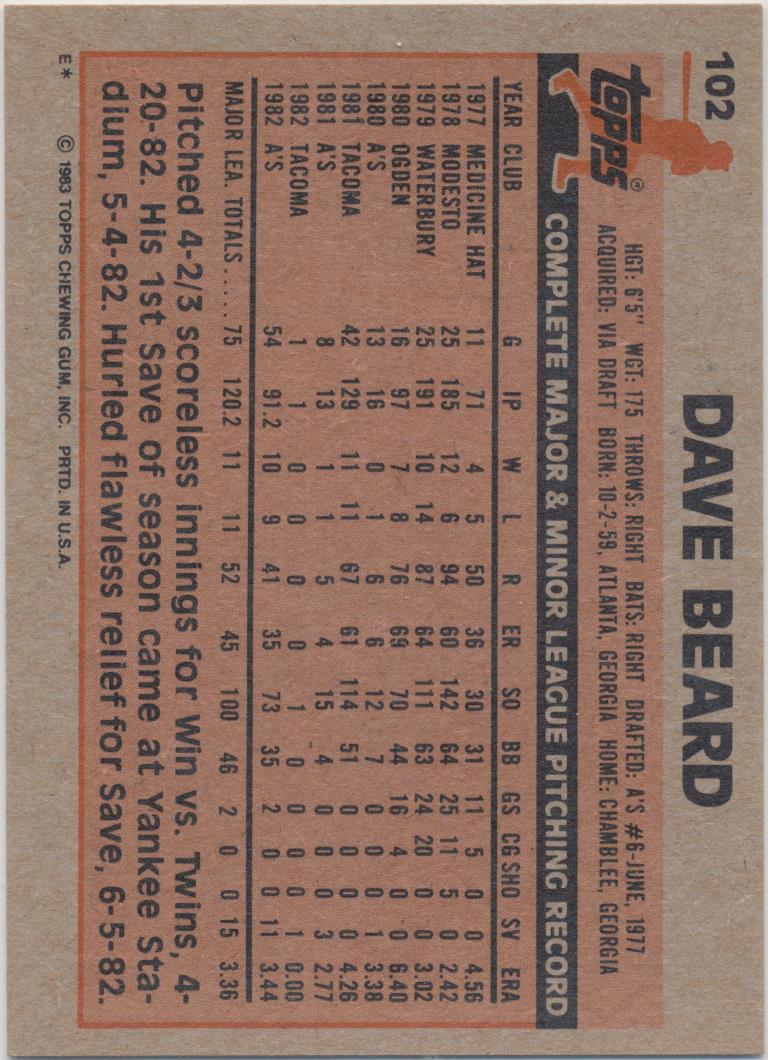 102
DAVE BEARD
topps®
HGT: 6'5" WGT: 175 THROWS: RIGHT BATS: RIGHT DRAFTED: A'S #6-JUNE, 1977
ACQUIRED: VIA DRAFT BORN: 10-2-59, ATLANTA, GEORGIA HOME: CHAMBLEE, GEORGIA
COMPLETE MAJOR & MINOR LEAGUE PITCHING RECORD
YEAR CLUB G IP W L R ER SO BB GS CG SHO SV ERA
1977 MEDICINE HAT 11 71 4 5 50 36 30 31 11 5 0 0 4.56
1978 MODESTO 25 185 12 6 94 60 142 64 25 11 5 0 2.42
1979 WATERBURY 25 191 10 14 87 64 111 63 24 20 0 0 3.02
1980 OGDEN 16 97 7 8 76 69 70 44 16 4 0 0 6.40
1980 A'S 13 16 0 1 6 6 12 7 0 0 0 1 3.38
1981 TACOMA 42 129 11 11 67 61 114 51 0 0 0 0 4.26
1981 A'S 8 13 1 1 5 4 15 4 0 0 0 3 2.77
1982 TACOMA 1 1 0 0 0 0 1 0 0 0 0 1 0.00
1982 A'S 54 91.2 10 9 41 35 73 35 2 0 0 11 3.44
MAJOR LEA. TOTALS..... 75 120.2 11 11 52 45 100 46 2 0 0 15 3.36
Pitched 4-2/3 scoreless innings for Win vs. Twins, 4-
20-82. His 1st Save of season came at Yankee Sta-
dium, 5-4-82. Hurled flawless relief for Save, 6-5-82.
E* © 1983 TOPPS CHEWING GUM, INC. PRTD. IN U.S.A.